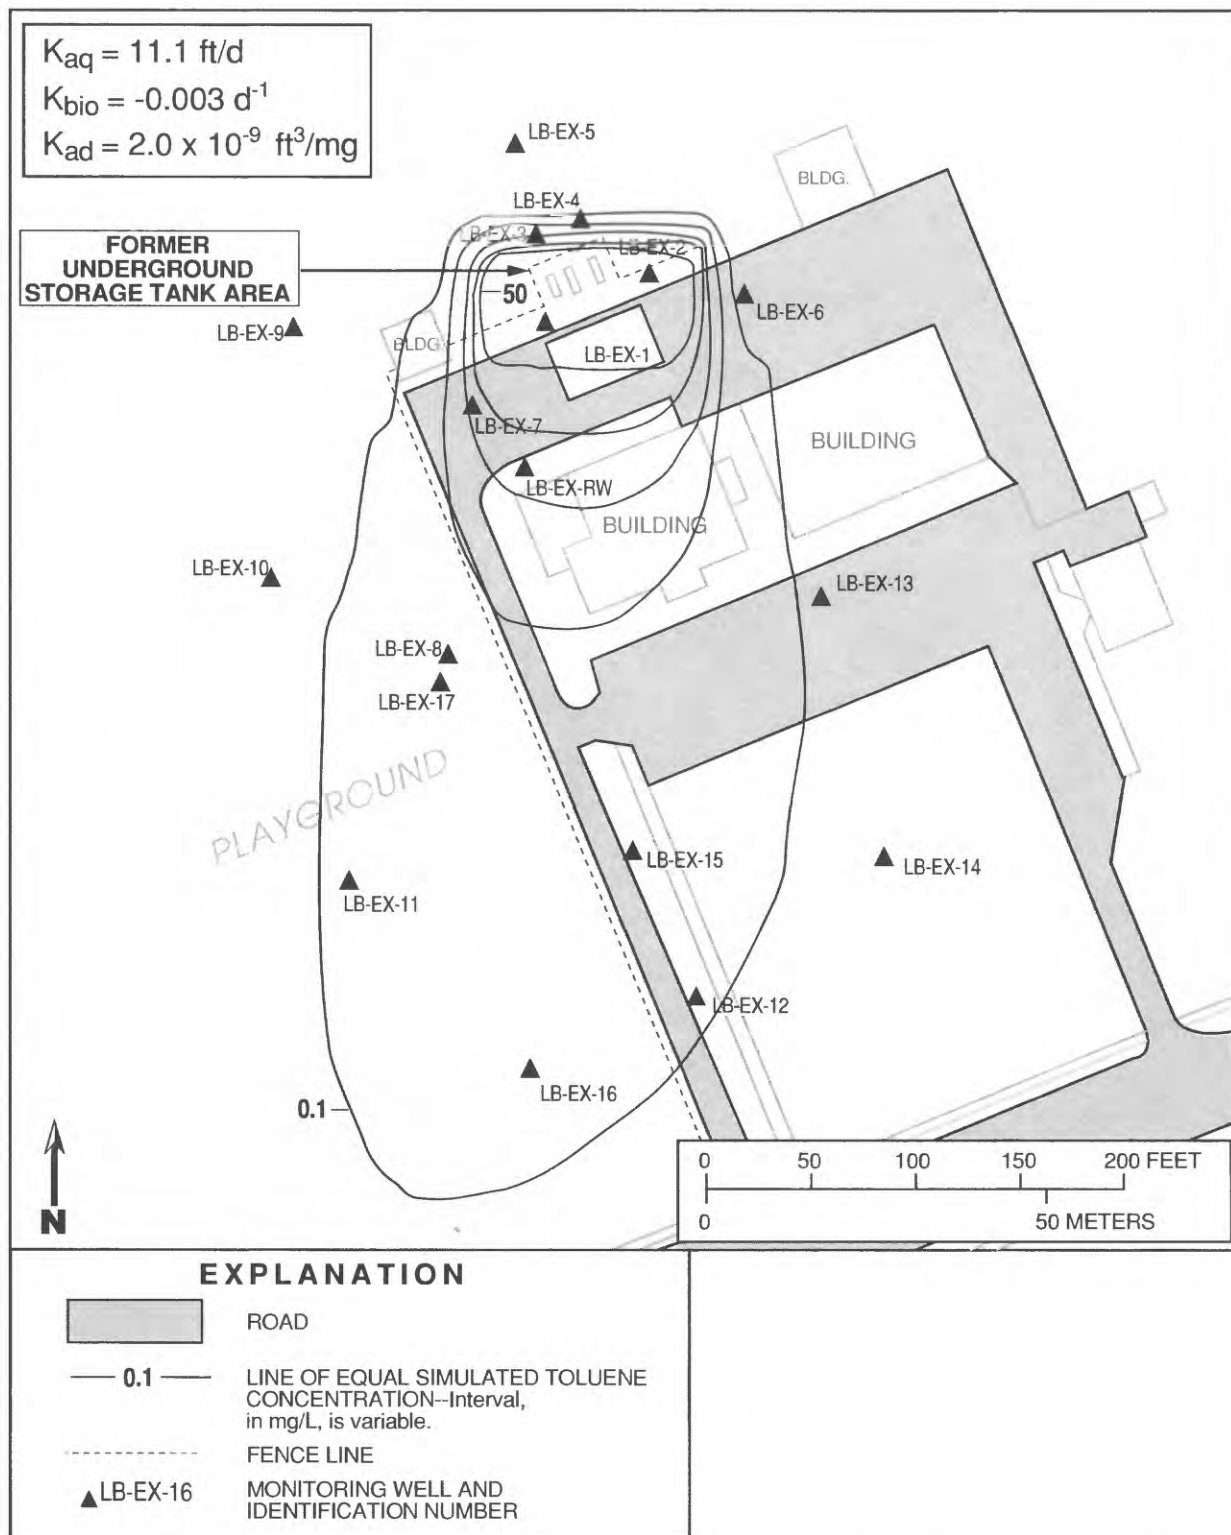 Kaq = 11.1 ft/d
Kbio = -0.003 d-1
Kad = 2.0 x 10-9 ft3/mg
LB-EX-5
BLDG.
LB-EX-4
LB-EX-3
LB-EX-2
FORMER
UNDERGROUND
STORAGE TANK AREA
50
LB-EX-6
LB-EX-9
BLDG
LB-EX-1
LB-EX-7
BUILDING
LB-EX-RW
BUILDING
LB-EX-10
LB-EX-13
LB-EX-8
LB-EX-17
PLAYGROUND
LB-EX-15
LB-EX-14
LB-EX-11
LB-EX-12
LB-EX-16
0.1
N
0 50 100 150 200 FEET
0 50 METERS
EXPLANATION
ROAD
0.1
LINE OF EQUAL SIMULATED TOLUENE
CONCENTRATION--Interval,
in mg/L, is variable.
FENCE LINE
LB-EX-16
MONITORING WELL AND
IDENTIFICATION NUMBER